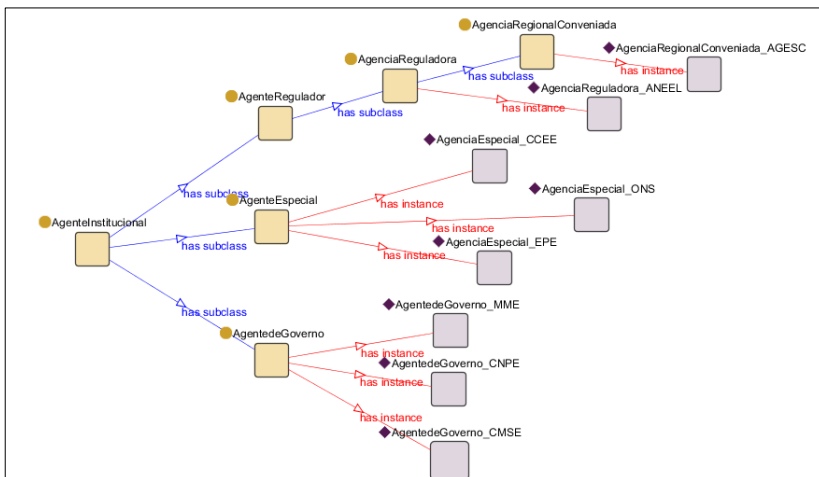 AgenciaRegionalConveniada
AgenciaRegionalConveniada_AGESC
AgenciaReguladora
has subclass
has instance
AgenciaReguladora_ANEEL
AgenteRegulador
has subclass
has instance
AgenciaEspecial_CCEE
has subclass
AgenciaEspecial_ONS
AgenteEspecial
has instance
AgenteInstitucional
has instance
has subclass
AgenciaEspecial_EPE
has instance
has subclass
AgentedeGoverno_MME
AgentedeGoverno
has instance
AgentedeGoverno_CNPE
has instance
has instance
AgentedeGoverno_CMSE